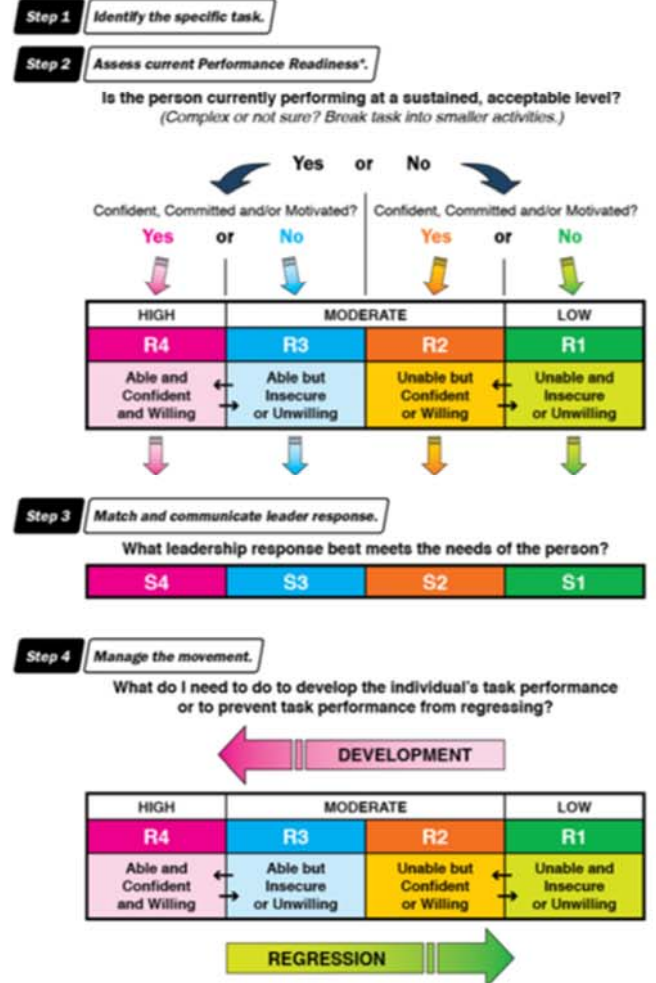 Step 1 Identify the specific task.
Step 2 Assess current Performance Readiness*.
Is the person currently performing at a sustained, acceptable level?
(Complex or not sure? Break task into smaller activities.)
Yes or No
Confident, Committed and/or Motivated? Confident, Committed and/or Motivated?
Yes or No Yes or No
HIGH MODERATE LOW
R4 R3 R2 R1
Able and Able but Unable but Unable and
Confident Insecure Confident Insecure
and Willing or Unwilling or Willing or Unwilling
Step 3 Match and communicate leader response.
What leadership response best meets the needs of the person?
S4 S3 S2 S1
Step 4 Manage the movement.
What do I need to do to develop the individual's task performance
or to prevent task performance from regressing?
DEVELOPMENT
HIGH MODERATE LOW
R4 R3 R2 R1
Able and Able but Unable but Unable and
Confident Insecure Confident Insecure
and Willing or Unwilling or Willing or Unwilling
REGRESSION